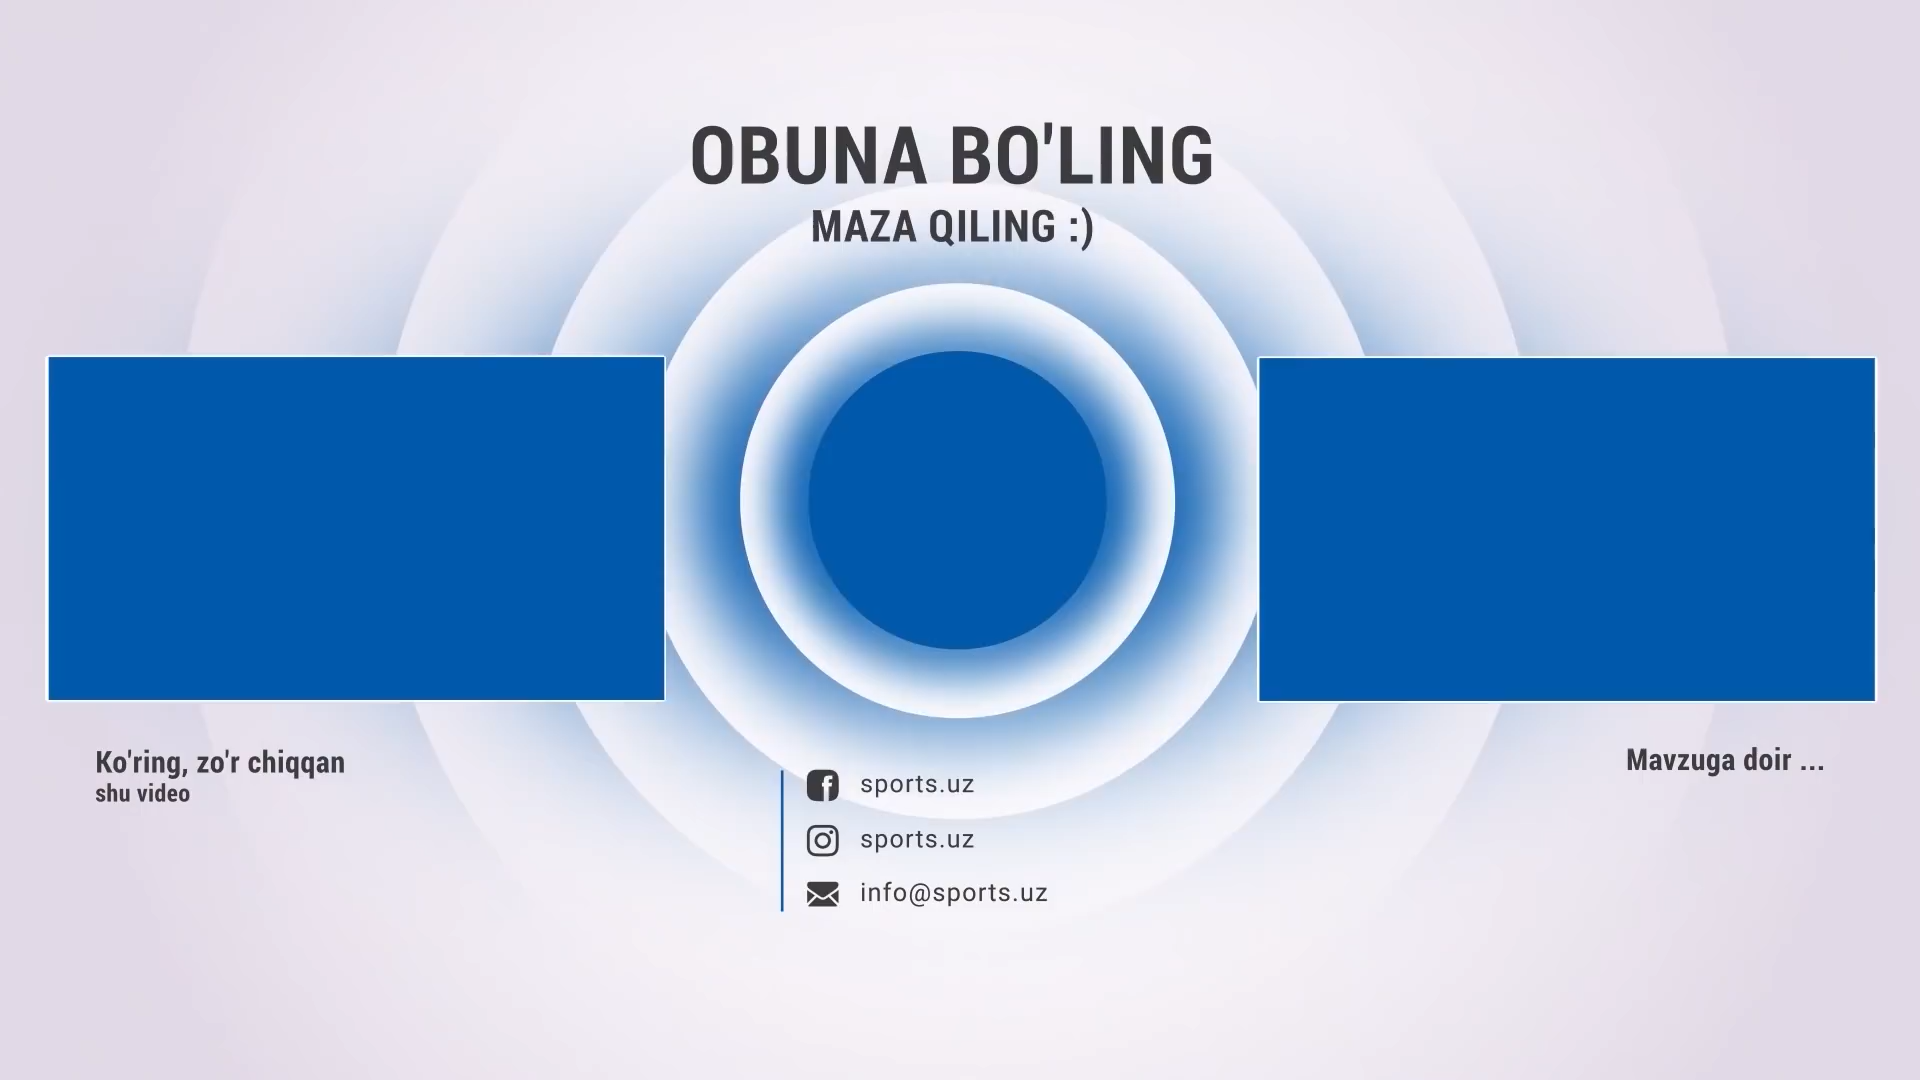 OBUNA BO'LING
MAZA QILING :)
Ko'ring, zo'r chiqqan
shu video
Mavzuga doir ...
sports.uz
sports.uz
info@sports.uz